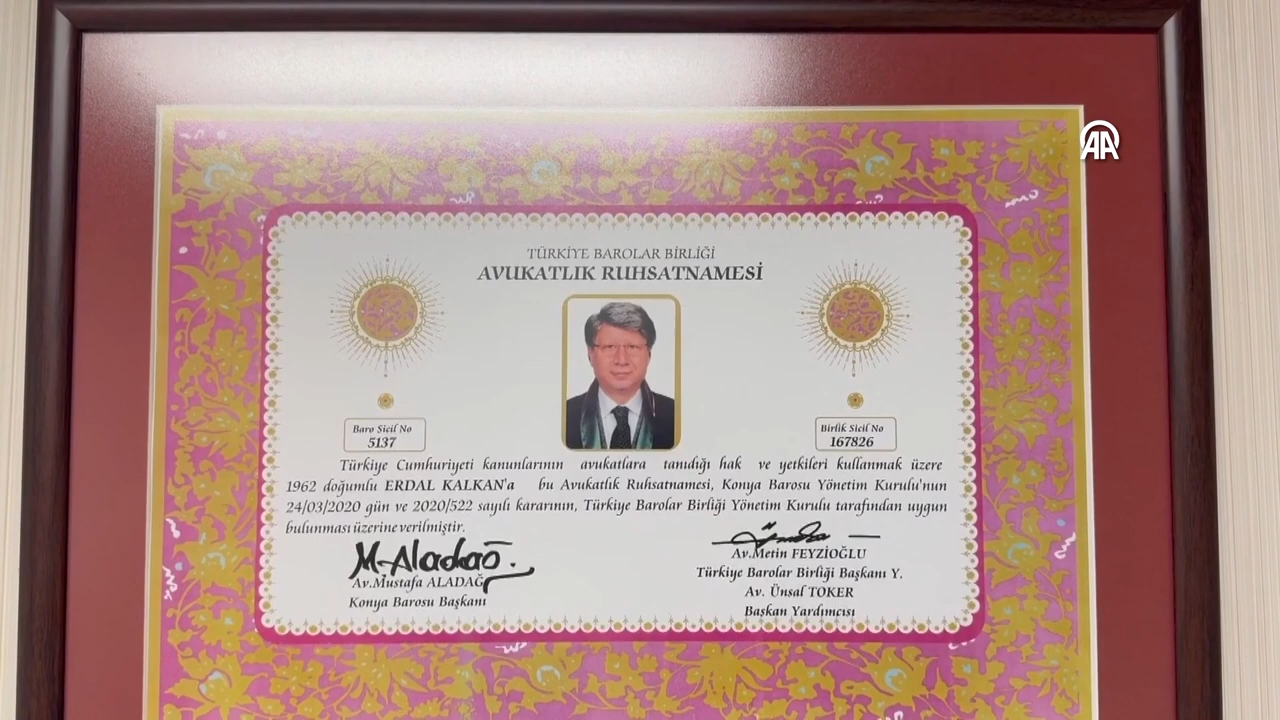 AA
TÜRKİYE BAROLAR BİRLİĞİ
AVUKATLIK RUHSATNAMESİ
Baro Sicil No
5137
Birlik Sicil No
167826
Türkiye Cumhuriyeti kanunlarının avukatlara tanıdığı hak ve yetkileri kullanmak üzere
1962 doğumlu ERDAL KALKAN'a bu Avukatlık Ruhsatnamesi, Konya Barosu Yönetim Kurulu'nun
24/03/2020 gün ve 2020/522 sayılı kararının, Türkiye Barolar Birliği Yönetim Kurulu tarafından uygun
bulunması üzerine verilmiştir.
M. Aladağ.
Av.Mustafa ALADAĞ
Konya Barosu Başkanı
Av.Metin FEYZİOĞLU
Türkiye Barolar Birliği Başkanı Y.
Av. Ünsal TOKER
Başkan Yardımcısı